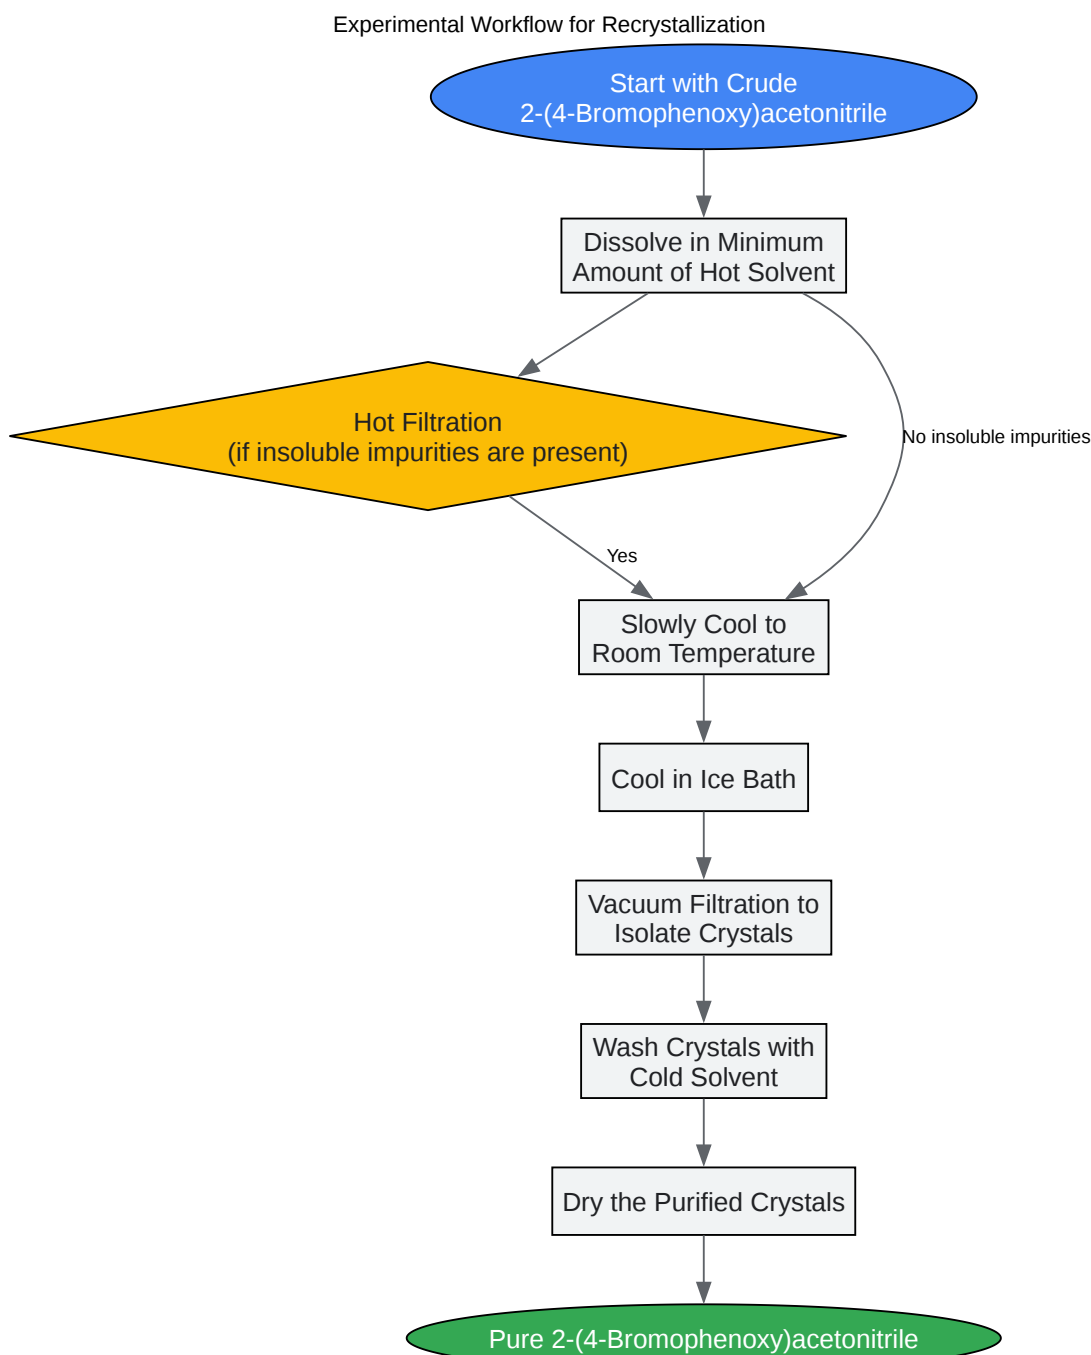 Experimental Workflow for Recrystallization
Start with Crude
2-(4-Bromophenoxy)acetonitrile
Dissolve in Minimum
Amount of Hot Solvent
Hot Filtration
(if insoluble impurities are present)
No insoluble impurities
Yes
Slowly Cool to
Room Temperature
Cool in Ice Bath
Vacuum Filtration to
Isolate Crystals
Wash Crystals with
Cold Solvent
Dry the Purified Crystals
Pure 2-(4-Bromophenoxy)acetonitrile